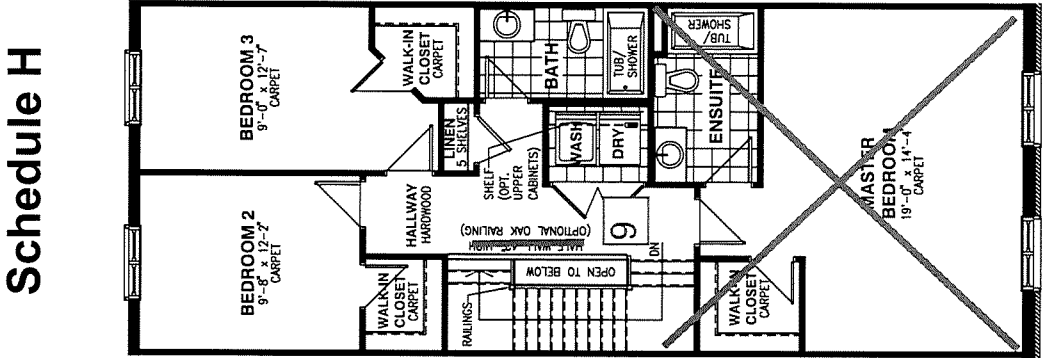 Schedule H
BEDROOM 3
9'-0" x 12'-7"
CARPET
WALK-IN
CLOSET
CARPET
BATH
TUB/
SHOWER
TUB/
SHOWER
ENSUITE
LINEN
5 SHELVES
WASH
DRY
SHELF
(OPT.
UPPER
CABINETS)
MASTER
BEDROOM
19'-0" x 14'-4"
CARPET
BEDROOM 2
9'-8" x 12'-2"
CARPET
HALLWAY
HARDWOOD
HALF WALL
HIGH
(OPTIONAL OAK RAILING)
9
DN
OPEN TO BELOW
RAILINGS
WALK-IN
CLOSET
CARPET
WALK-IN
CLOSET
CARPET